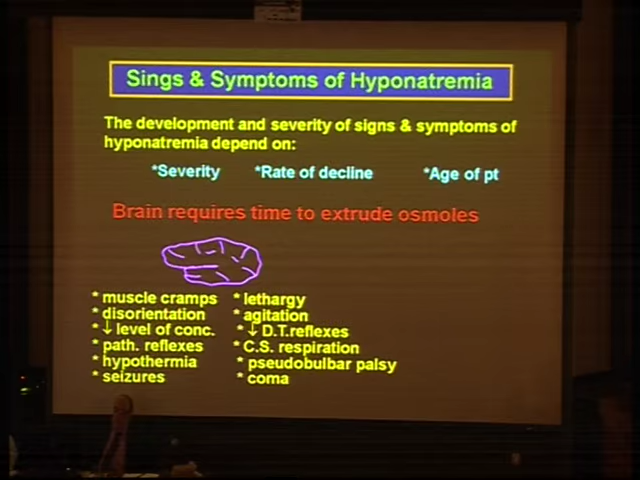 Sings & Symptoms of Hyponatremia
The development and severity of signs & symptoms of
hyponatremia depend on:
*Severity *Rate of decline *Age of pt
Brain requires time to extrude osmoles
* muscle cramps * lethargy
* disorientation * agitation
* ↓ level of conc. * ↓ D.T.reflexes
* path. reflexes * C.S. respiration
* hypothermia * pseudobulbar palsy
* seizures * coma